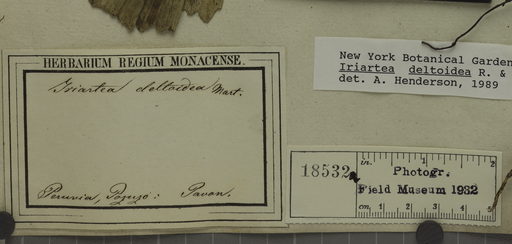 HERBARIUM REGIUM MONACENSE.
Iriartea deltoidea Mart.
Peruvia, Pozuzo: Pavon.
New York Botanical Garden
Iriartea deltoidea R. &
det. A. Henderson, 1989
18532
in. 1 2
Photogr.
Field Museum 1932
cm. 1 2 3 4 5